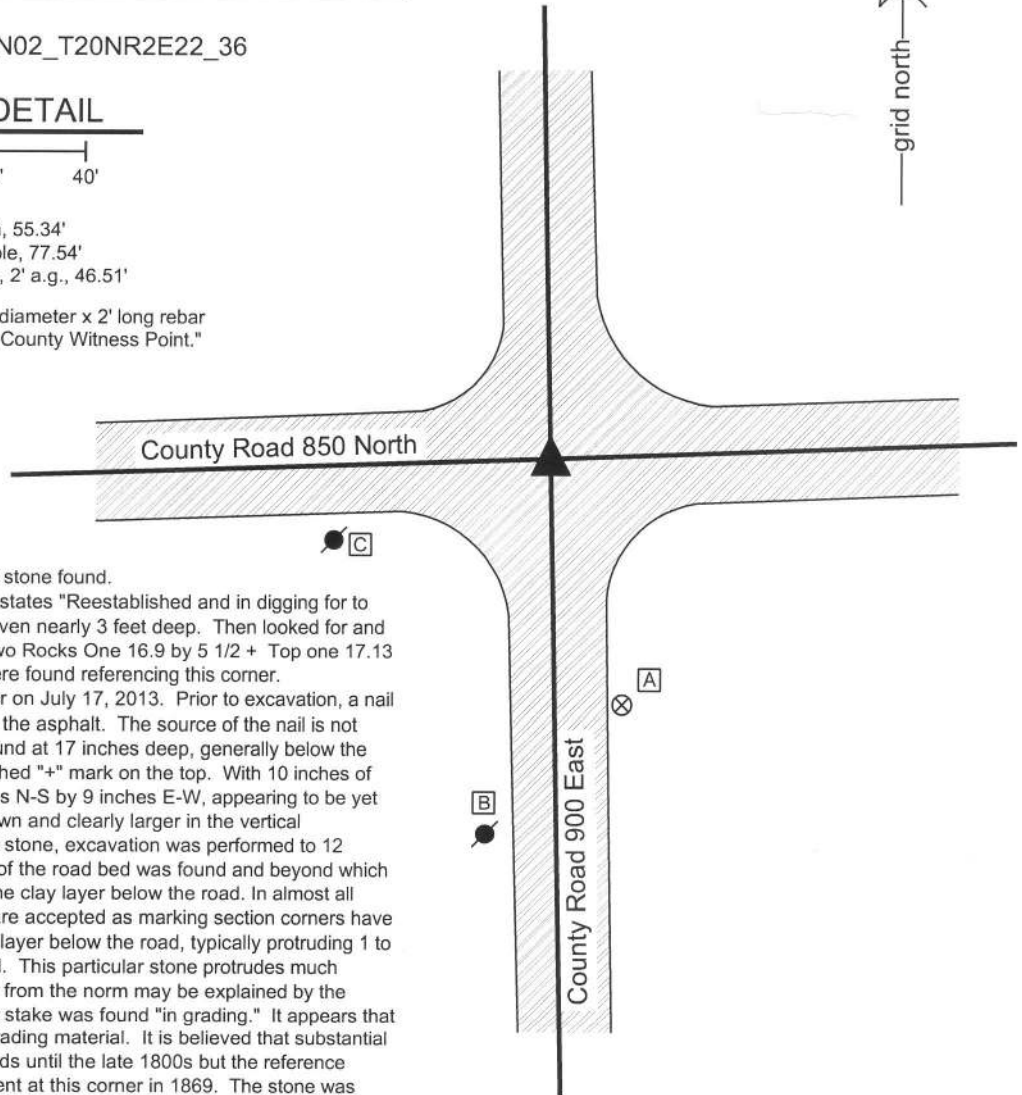 N02_T20NR2E22_36
DETAIL
40'
grid north
, 55.34'
ple, 77.54'
, 2' a.g., 46.51'
diameter x 2' long rebar
County Witness Point."
County Road 850 North
C
A
B
County Road 900 East
stone found.
states "Reestablished and in digging for to
ven nearly 3 feet deep. Then looked for and
wo Rocks One 16.9 by 5 1/2 + Top one 17.13
ere found referencing this corner.
r on July 17, 2013. Prior to excavation, a nail
the asphalt. The source of the nail is not
und at 17 inches deep, generally below the
hed "+" mark on the top. With 10 inches of
s N-S by 9 inches E-W, appearing to be yet
wn and clearly larger in the vertical
stone, excavation was performed to 12
of the road bed was found and beyond which
ne clay layer below the road. In almost all
re accepted as marking section corners have
layer below the road, typically protruding 1 to
l. This particular stone protrudes much
from the norm may be explained by the
stake was found "in grading." It appears that
rading material. It is believed that substantial
ds until the late 1800s but the reference
ent at this corner in 1869. The stone was